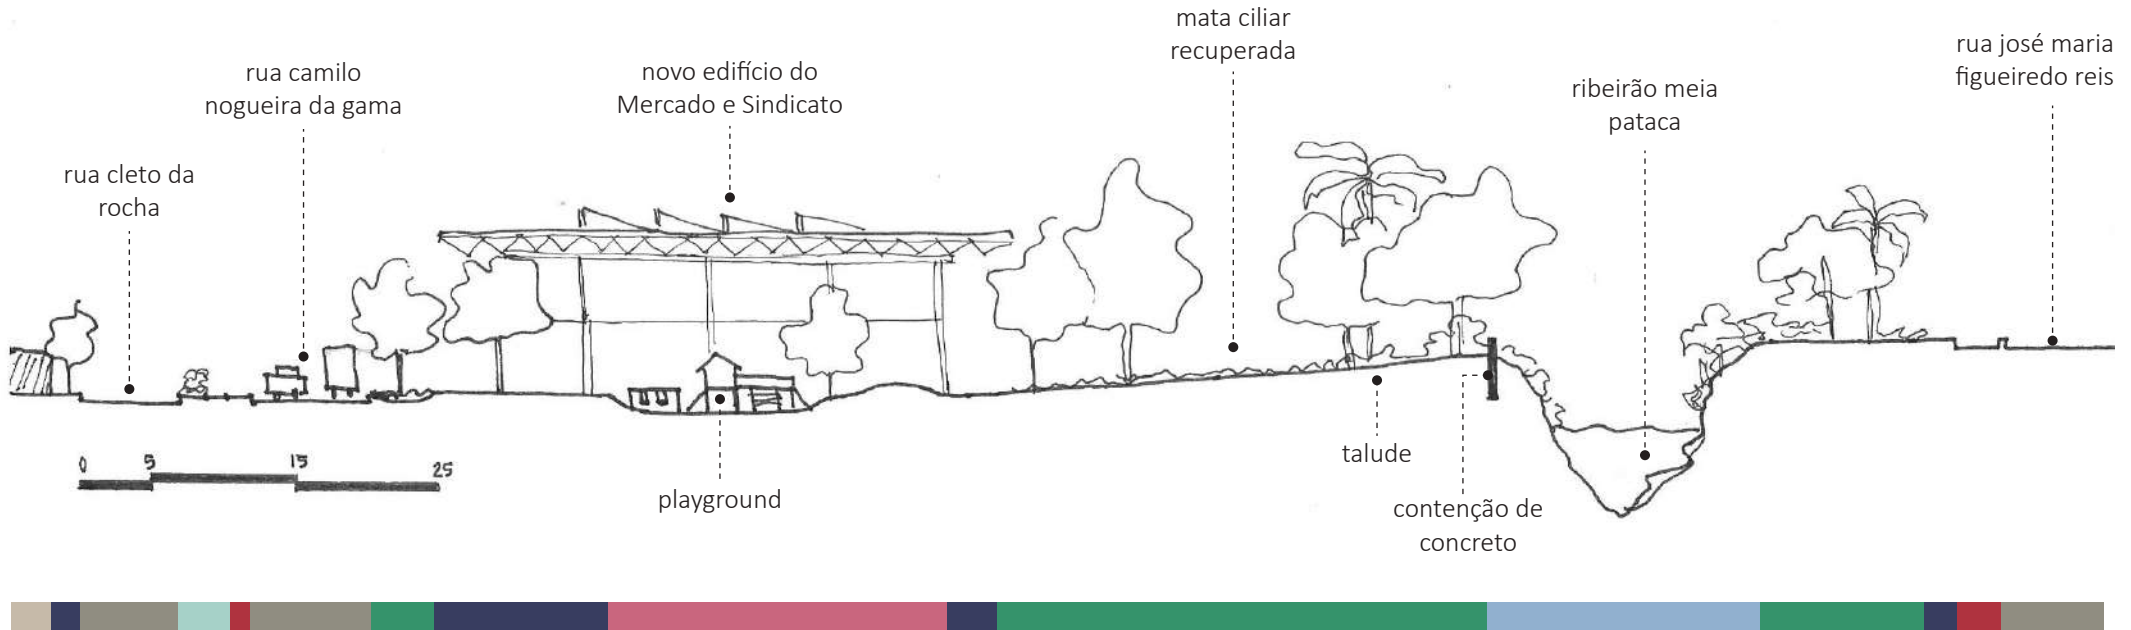 mata ciliar
recuperada
rua josé maria
figueiredo reis
rua camilo
nogueira da gama
novo edifício do
Mercado e Sindicato
ribeirão meia
pataca
rua cleto da
rocha
0 5 15 25
talude
playground
contenção de
concreto